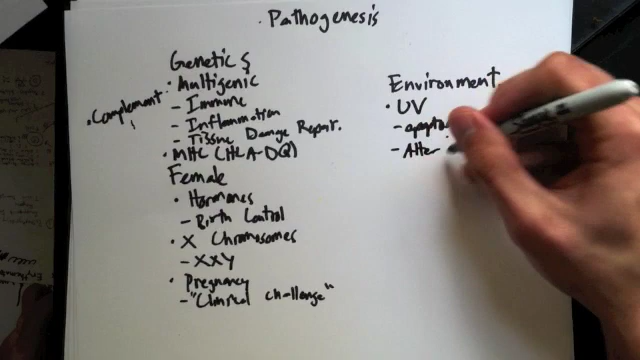 · Pathogenesis
Genetics
· Multigenic
· Complement
- Immune
- Inflammation
- Tissue Damage Repair.
· MHC (HLA-DQ)
Female
· Hormones
- Birth Control
· X Chromosomes
- XXY
· Pregnancy
- "Clinical challenge"
Environment
· UV
- Alter